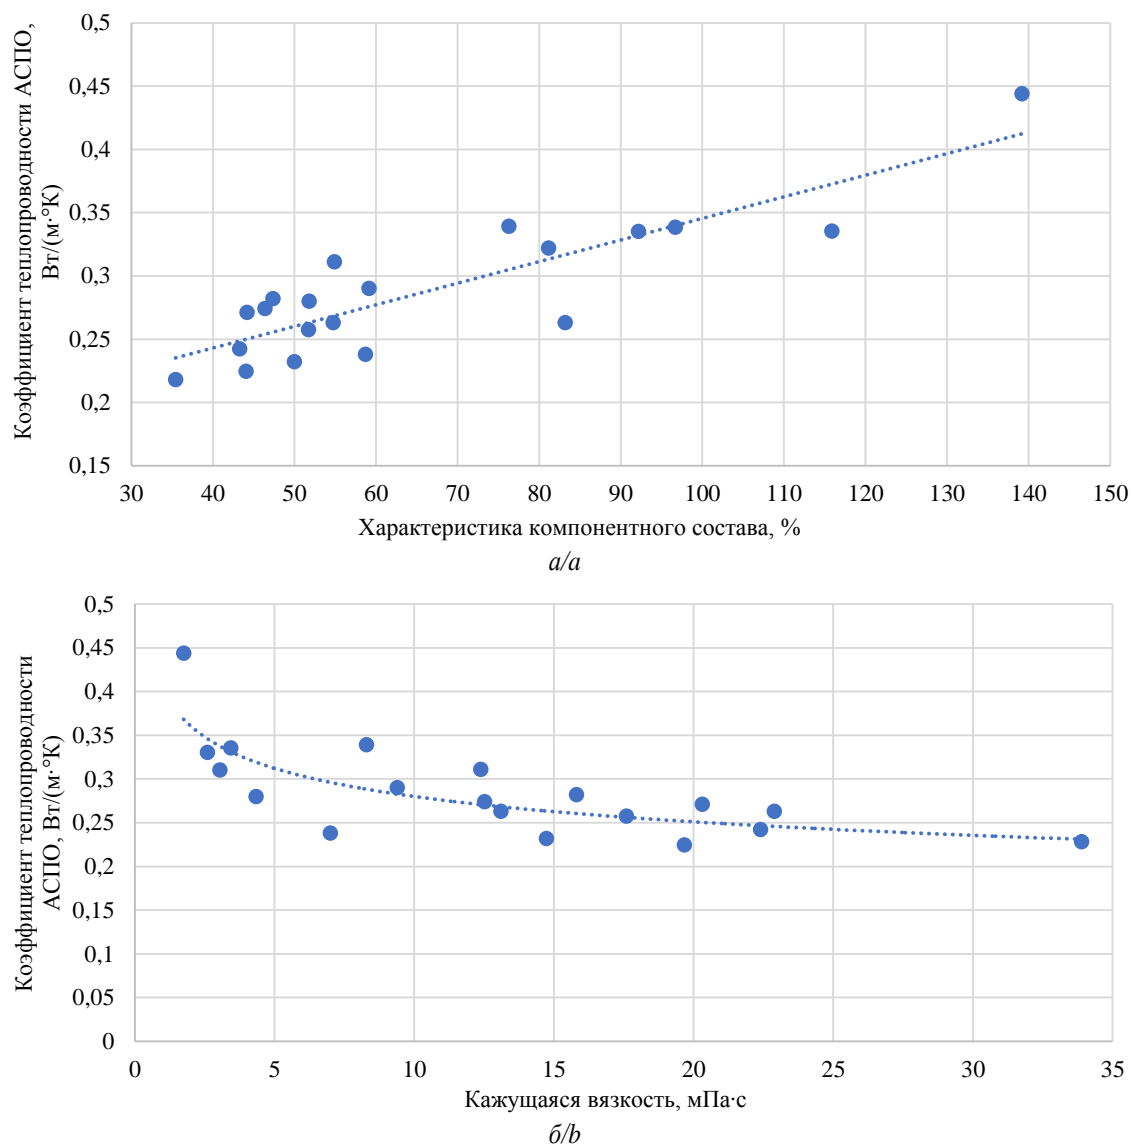 Коэффициент теплопроводности АСПО,
Вт/(м·°К)
0,5
0,45
0,4
0,35
0,3
0,25
0,2
0,15
30 40 50 60 70 80 90 100 110 120 130 140 150
Характеристика компонентного состава, %
а/a
Коэффициент теплопроводности
АСПО, Вт/(м·°К)
0,5
0,45
0,4
0,35
0,3
0,25
0,2
0,15
0,1
0,05
0
0 5 10 15 20 25 30 35
Кажущаяся вязкость, мПа·с
б/b